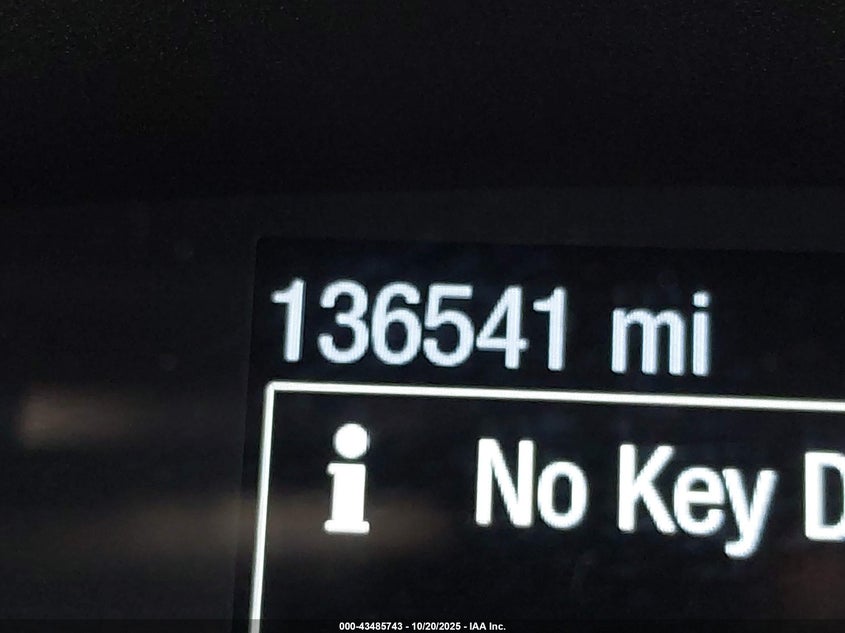 136541 mi
i No Key D
000-43485743 - 10/20/2025 - IAA Inc.